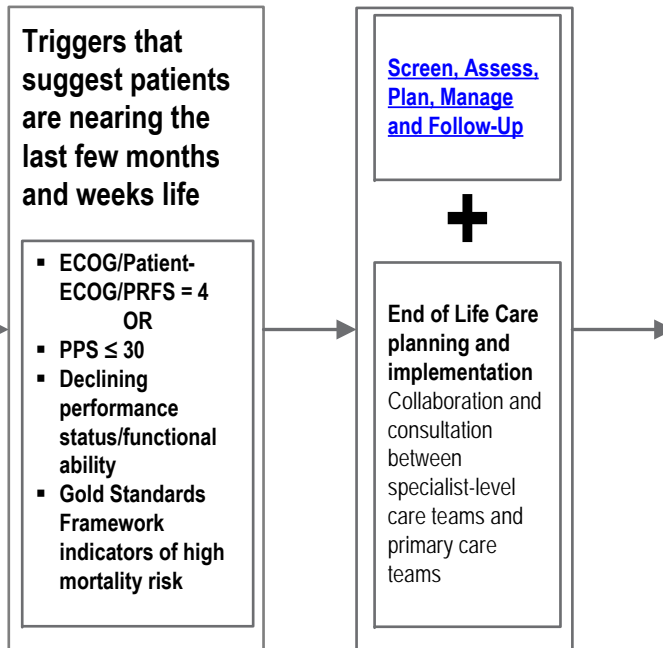 Triggers that
suggest patients
are nearing the
last few months
and weeks life
▪ ECOG/Patient-
ECOG/PRFS = 4
OR
▪ PPS ≤ 30
▪ Declining
performance
status/functional
ability
▪ Gold Standards
Framework
indicators of high
mortality risk
Screen, Assess,
Plan, Manage
and Follow-Up
+
End of Life Care
planning and
implementation
Collaboration and
consultation
between
specialist-level
care teams and
primary care
teams